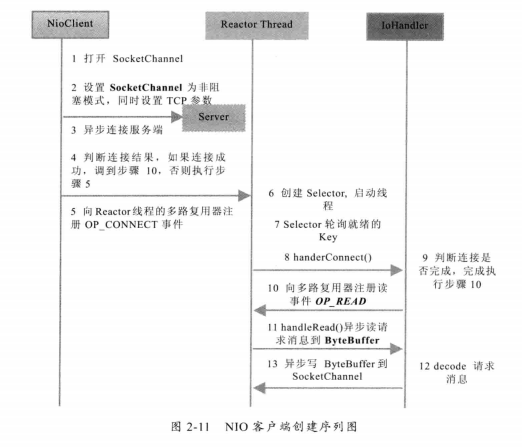 NioClient
Reactor Thread
IoHandler
1 打开 SocketChannel
2 设置 SocketChannel 为非阻
塞模式，同时设置 TCP 参数
Server
3 异步连接服务端
4 判断连接结果，如果连接成
功，调到步骤 10，否则执行步
骤 5
5 向Reactor线程的多路复用器注
册 OP_CONNECT 事件
6 创建 Selector, 启动线
程
7 Selector 轮询就绪的
Key
8 handerConnect()
9 判断连接是
否完成，完成执
行步骤 10
10 向多路复用器注册读
事件 OP_READ
11 handleRead()异步读请
求消息到 ByteBuffer
12 decode 请求
消息
13 异步写 ByteBuffer 到
SocketChannel
图 2-11 NIO 客户端创建序列图